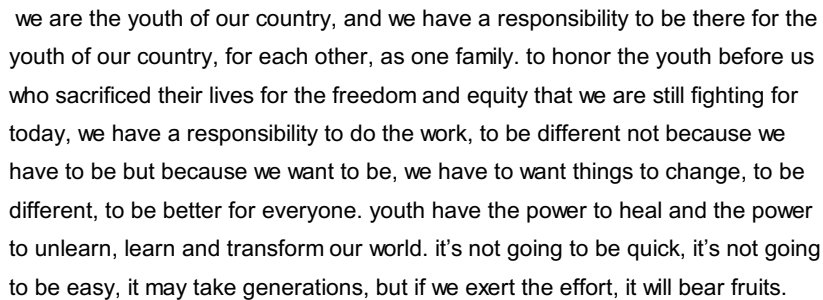 we are the youth of our country, and we have a responsibility to be there for the
youth of our country, for each other, as one family. to honor the youth before us
who sacrificed their lives for the freedom and equity that we are still fighting for
today, we have a responsibility to do the work, to be different not because we
have to be but because we want to be, we have to want things to change, to be
different, to be better for everyone. youth have the power to heal and the power
to unlearn, learn and transform our world. it’s not going to be quick, it’s not going
to be easy, it may take generations, but if we exert the effort, it will bear fruits.